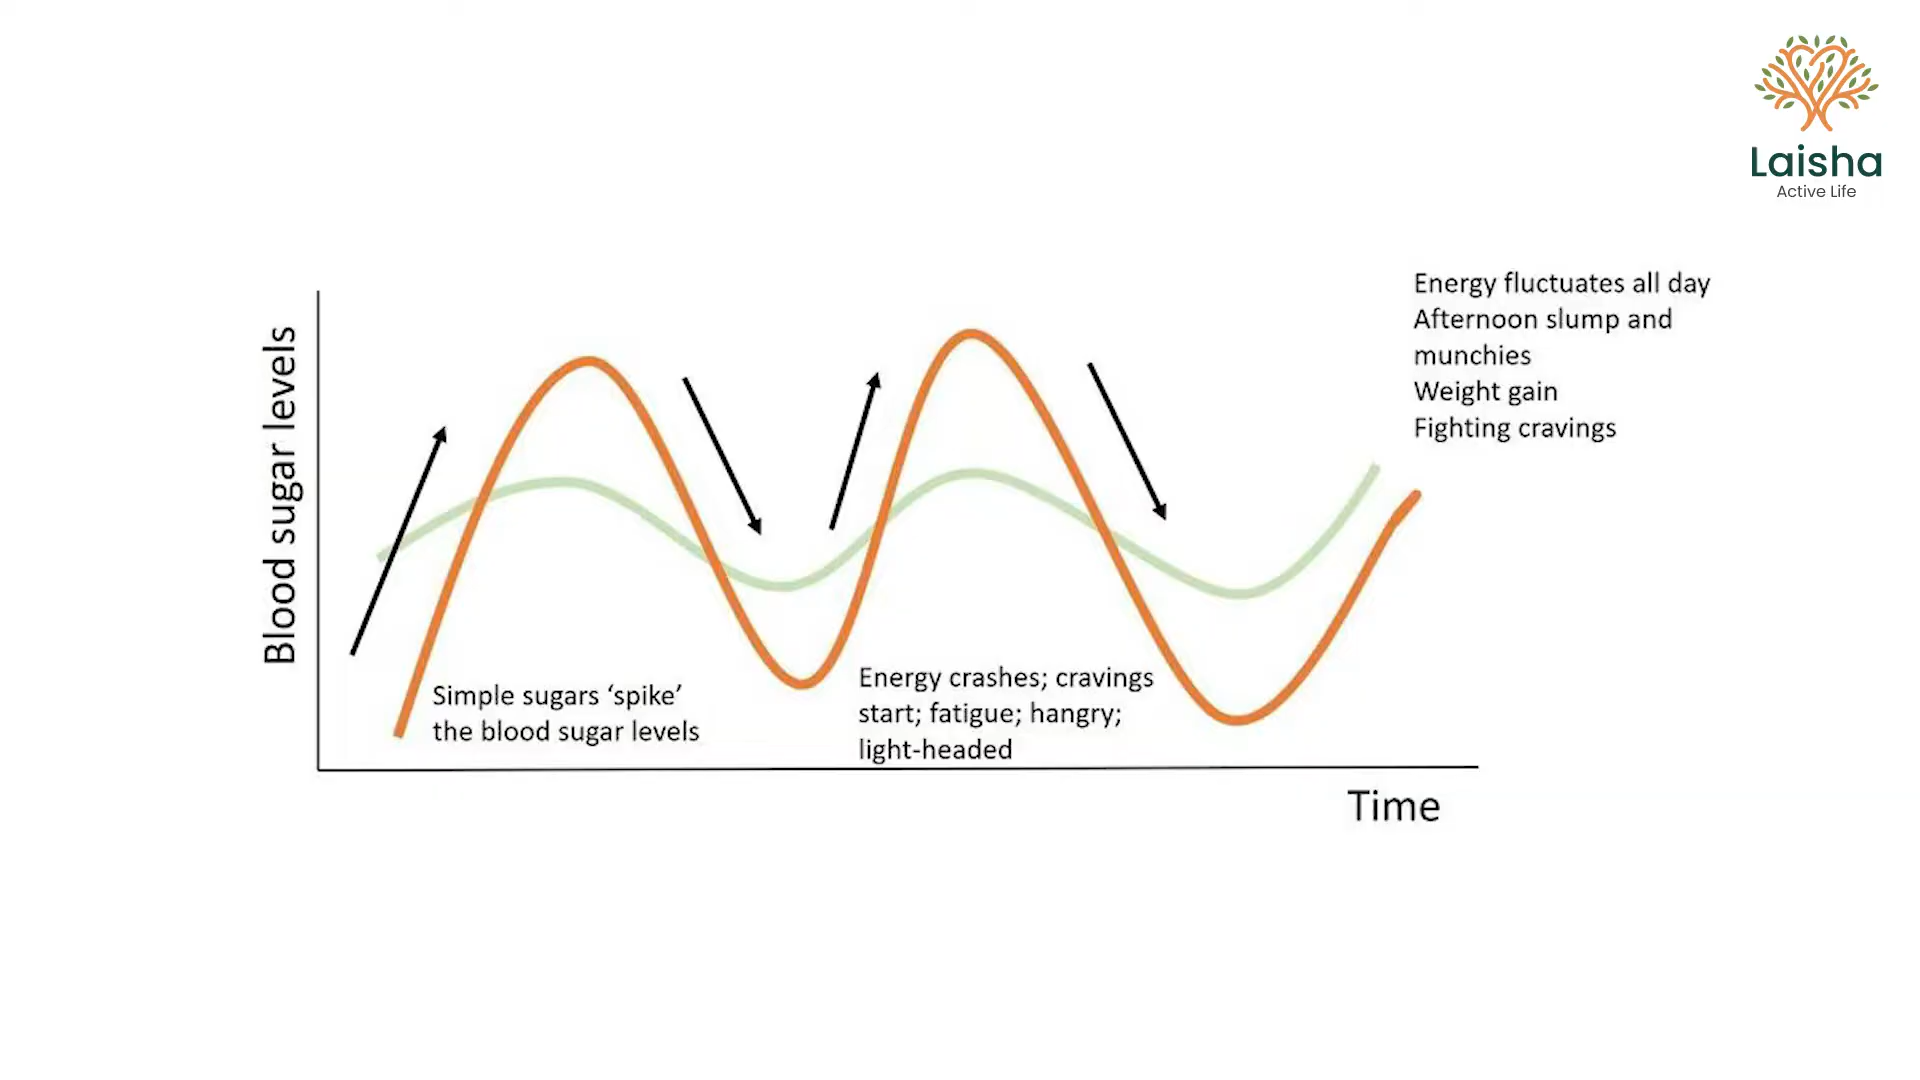 Laisha
Active Life
Energy fluctuates all day
Afternoon slump and
munchies
Weight gain
Fighting cravings
Blood sugar levels
Simple sugars ‘spike’
the blood sugar levels
Energy crashes; cravings
start; fatigue; hangry;
light-headed
Time